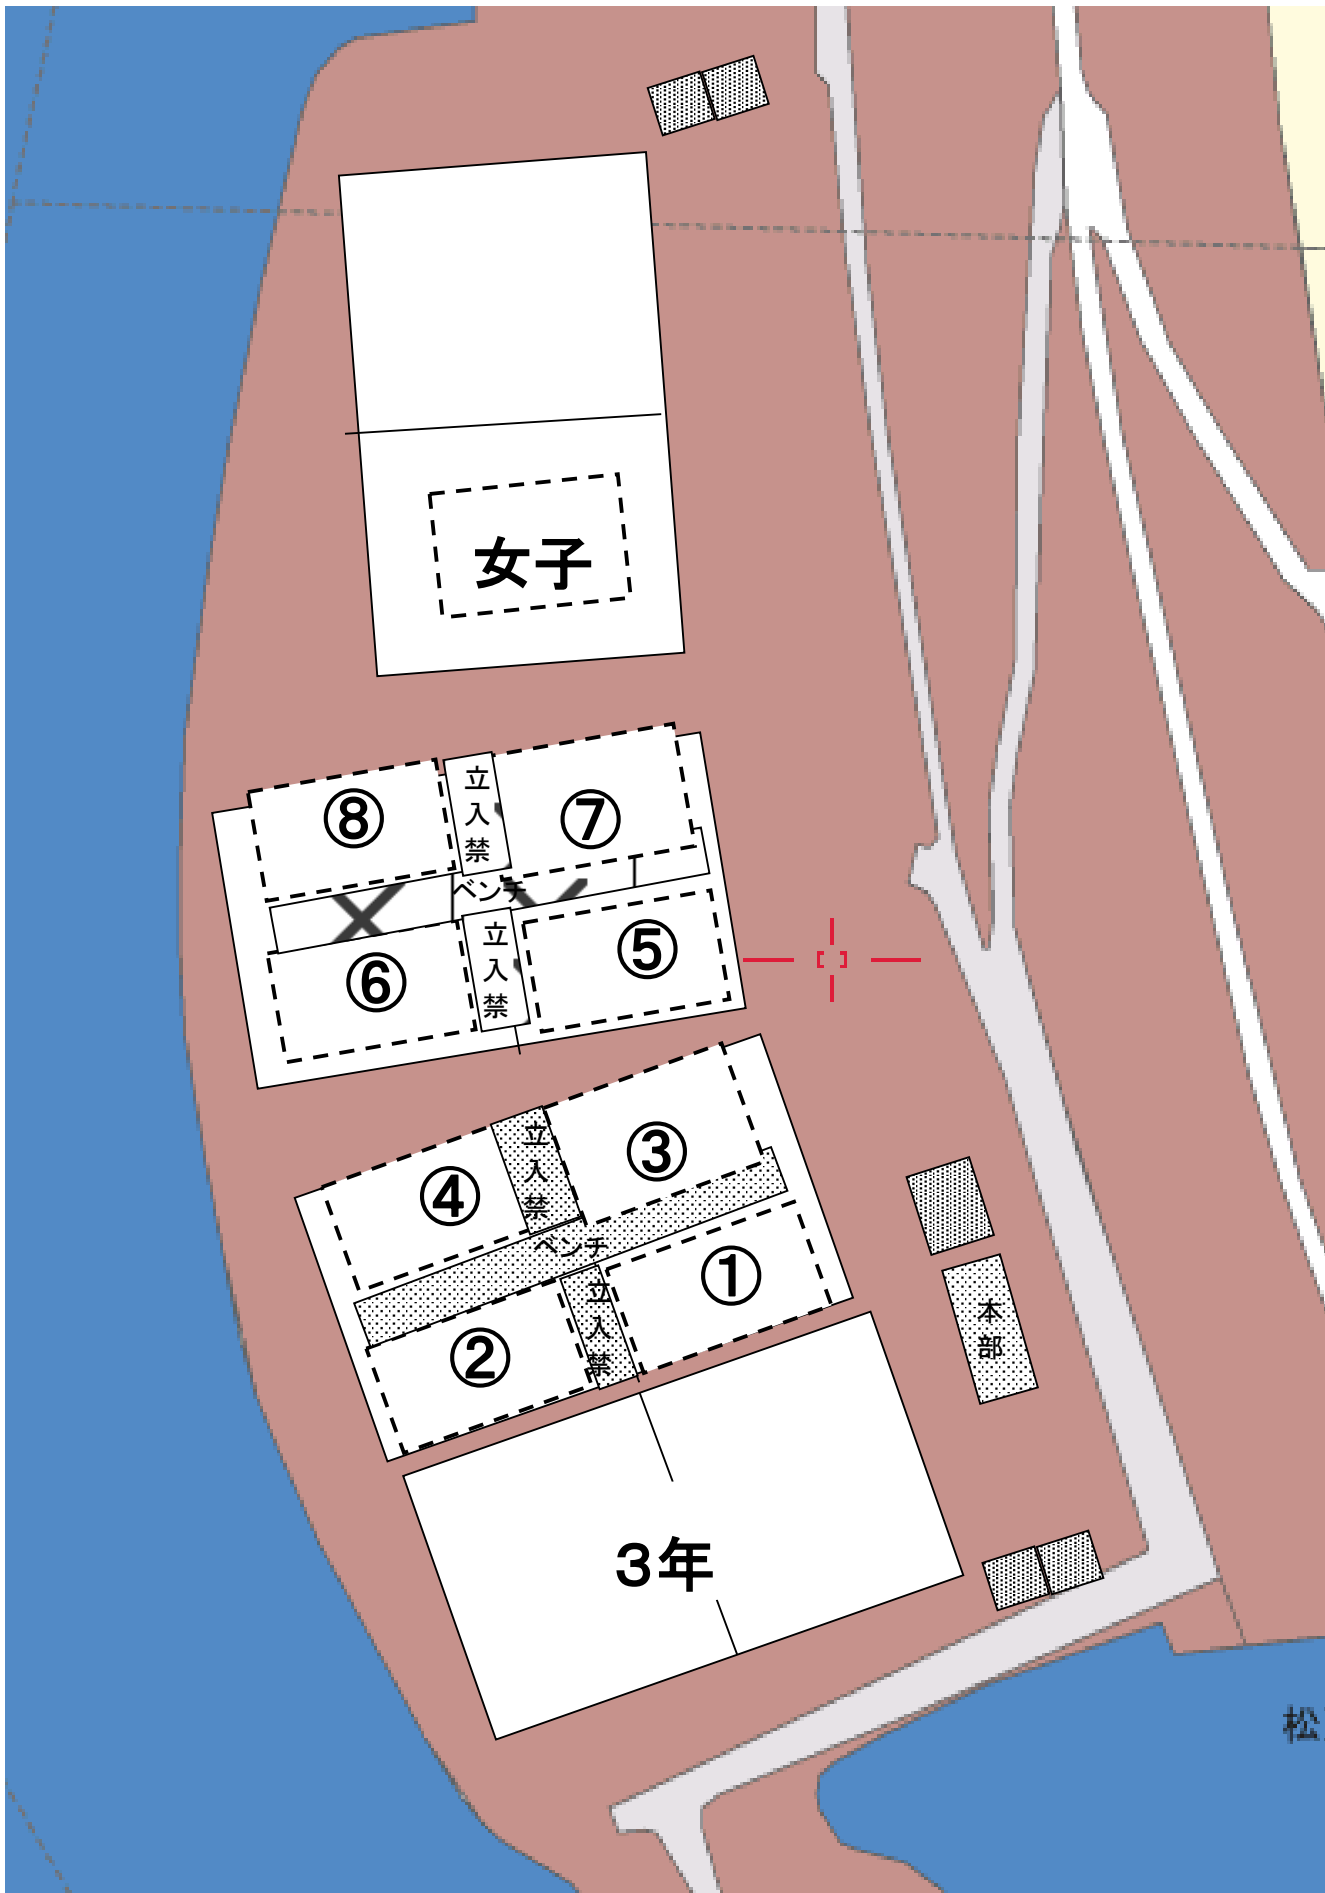 女子
⑧
立入禁
⑦
ベンチ
⑥
立入禁
⑤
④
立入禁
③
ベンチ
②
立入禁
①
本部
3年
松